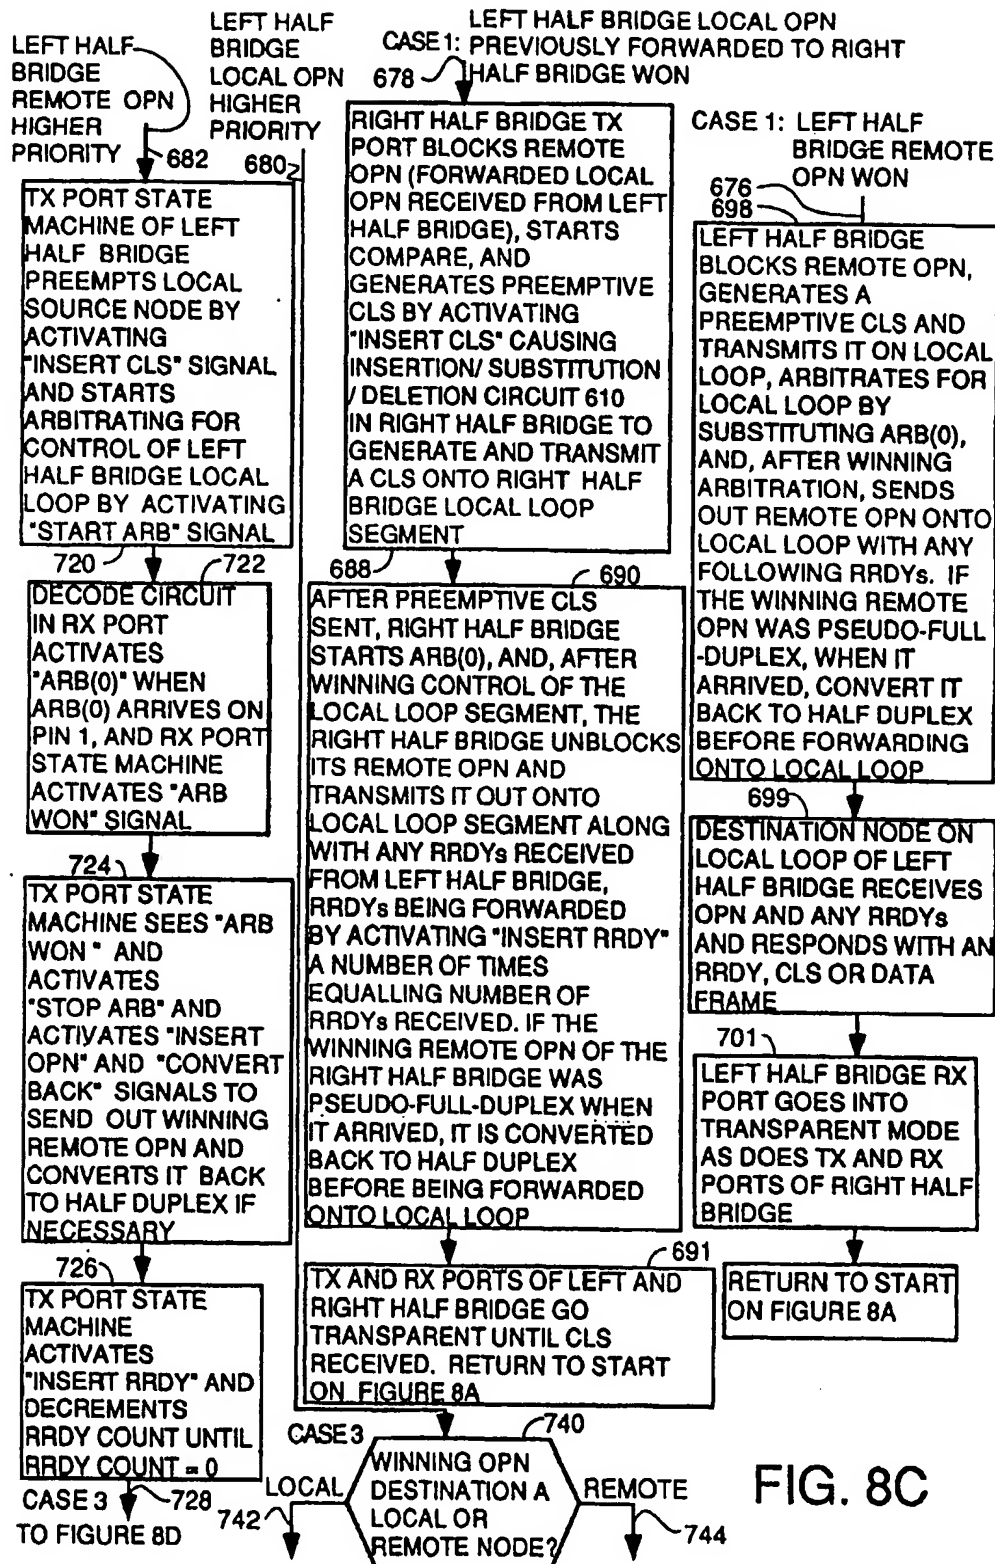 LEFT HALF
BRIDGE
REMOTE OPN
HIGHER
PRIORITY
682
TX PORT STATE
MACHINE OF LEFT
HALF BRIDGE
PREEMPTS LOCAL
SOURCE NODE BY
ACTIVATING
"INSERT CLS" SIGNAL
AND STARTS
ARBITRATING FOR
CONTROL OF LEFT
HALF BRIDGE LOCAL
LOOP BY ACTIVATING
"START ARB" SIGNAL
720
722
DECODE CIRCUIT
IN RX PORT
ACTIVATES
"ARB(0)" WHEN
ARB(0) ARRIVES ON
PIN 1, AND RX PORT
STATE MACHINE
ACTIVATES "ARB
WON" SIGNAL
724
TX PORT STATE
MACHINE SEES "ARB
WON " AND
ACTIVATES
"STOP ARB" AND
ACTIVATES "INSERT
OPN" AND "CONVERT
BACK" SIGNALS TO
SEND OUT WINNING
REMOTE OPN AND
CONVERTS IT BACK
TO HALF DUPLEX IF
NECESSARY
726
TX PORT STATE
MACHINE
ACTIVATES
"INSERT RRDY" AND
DECREMENTS
RRDY COUNT UNTIL
RRDY COUNT = 0
CASE 3
728
TO FIGURE 8D
LEFT HALF
BRIDGE
LOCAL OPN
HIGHER
PRIORITY
680
LEFT HALF BRIDGE LOCAL OPN
CASE 1: PREVIOUSLY FORWARDED TO RIGHT
HALF BRIDGE WON
678
RIGHT HALF BRIDGE TX
PORT BLOCKS REMOTE
OPN (FORWARDED LOCAL
OPN RECEIVED FROM LEFT
HALF BRIDGE), STARTS
COMPARE, AND
GENERATES PREEMPTIVE
CLS BY ACTIVATING
"INSERT CLS" CAUSING
INSERTION/ SUBSTITUTION
/ DELETION CIRCUIT 610
IN RIGHT HALF BRIDGE TO
GENERATE AND TRANSMIT
A CLS ONTO RIGHT HALF
BRIDGE LOCAL LOOP
SEGMENT
688
690
AFTER PREEMPTIVE CLS
SENT, RIGHT HALF BRIDGE
STARTS ARB(0), AND, AFTER
WINNING CONTROL OF THE
LOCAL LOOP SEGMENT, THE
RIGHT HALF BRIDGE UNBLOCKS
ITS REMOTE OPN AND
TRANSMITS IT OUT ONTO
LOCAL LOOP SEGMENT ALONG
WITH ANY RRDYs RECEIVED
FROM LEFT HALF BRIDGE,
RRDYs BEING FORWARDED
BY ACTIVATING "INSERT RRDY"
A NUMBER OF TIMES
EQUALLING NUMBER OF
RRDYs RECEIVED. IF THE
WINNING REMOTE OPN OF THE
RIGHT HALF BRIDGE WAS
PSEUDO-FULL-DUPLEX WHEN
IT ARRIVED, IT IS CONVERTED
BACK TO HALF DUPLEX
BEFORE BEING FORWARDED
ONTO LOCAL LOOP
691
TX AND RX PORTS OF LEFT AND
RIGHT HALF BRIDGE GO
TRANSPARENT UNTIL CLS
RECEIVED. RETURN TO START
ON FIGURE 8A
CASE 3
740
WINNING OPN
DESTINATION A
LOCAL OR
REMOTE NODE?
LOCAL
742
REMOTE
744
CASE 1: LEFT HALF
BRIDGE REMOTE
OPN WON
676
698
LEFT HALF BRIDGE
BLOCKS REMOTE OPN,
GENERATES A
PREEMPTIVE CLS AND
TRANSMITS IT ON LOCAL
LOOP, ARBITRATES FOR
LOCAL LOOP BY
SUBSTITUTING ARB(0),
AND, AFTER WINNING
ARBITRATION, SENDS
OUT REMOTE OPN ONTO
LOCAL LOOP WITH ANY
FOLLOWING RRDYs. IF
THE WINNING REMOTE
OPN WAS PSEUDO-FULL
-DUPLEX, WHEN IT
ARRIVED, CONVERT IT
BACK TO HALF DUPLEX
BEFORE FORWARDING
ONTO LOCAL LOOP
699
DESTINATION NODE ON
LOCAL LOOP OF LEFT
HALF BRIDGE RECEIVES
OPN AND ANY RRDYs
AND RESPONDS WITH AN
RRDY, CLS OR DATA
FRAME
701
LEFT HALF BRIDGE RX
PORT GOES INTO
TRANSPARENT MODE
AS DOES TX AND RX
PORTS OF RIGHT HALF
BRIDGE
RETURN TO START
ON FIGURE 8A
FIG. 8C